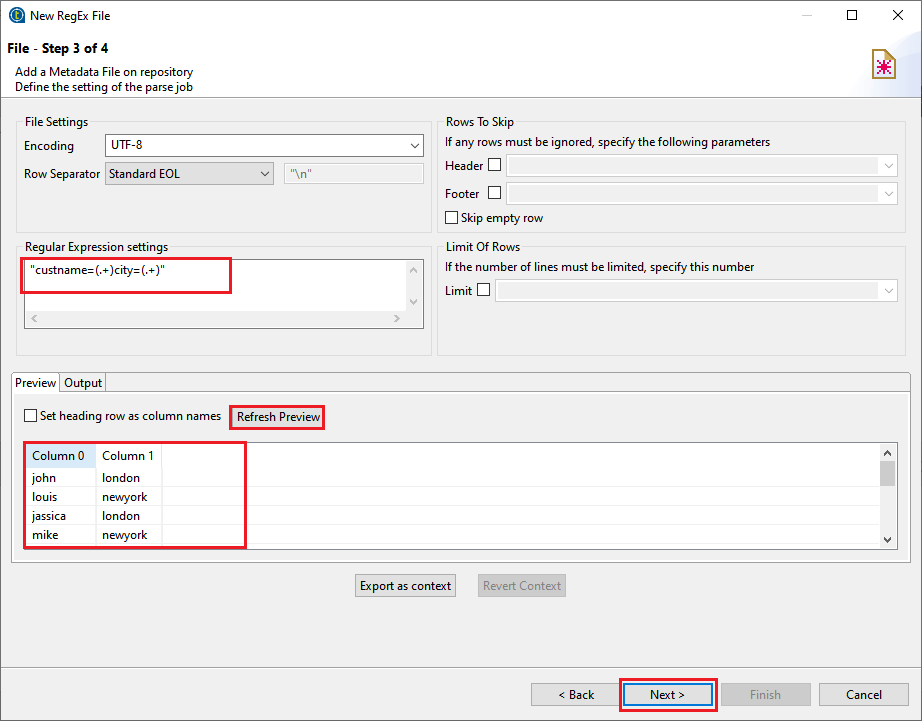 New RegEx File
File - Step 3 of 4
Add a Metadata File on repository
Define the setting of the parse job
File Settings
Encoding UTF-8
Row Separator Standard EOL "\n"
Rows To Skip
If any rows must be ignored, specify the following parameters
Header
Footer
Skip empty row
Regular Expression settings
"custname=(.+)city=(.+)"
Limit Of Rows
If the number of lines must be limited, specify this number
Limit
Preview Output
Set heading row as column names Refresh Preview
Column 0 Column 1
john london
louis newyork
jassica london
mike newyork
Export as context Revert Context
< Back Next > Finish Cancel